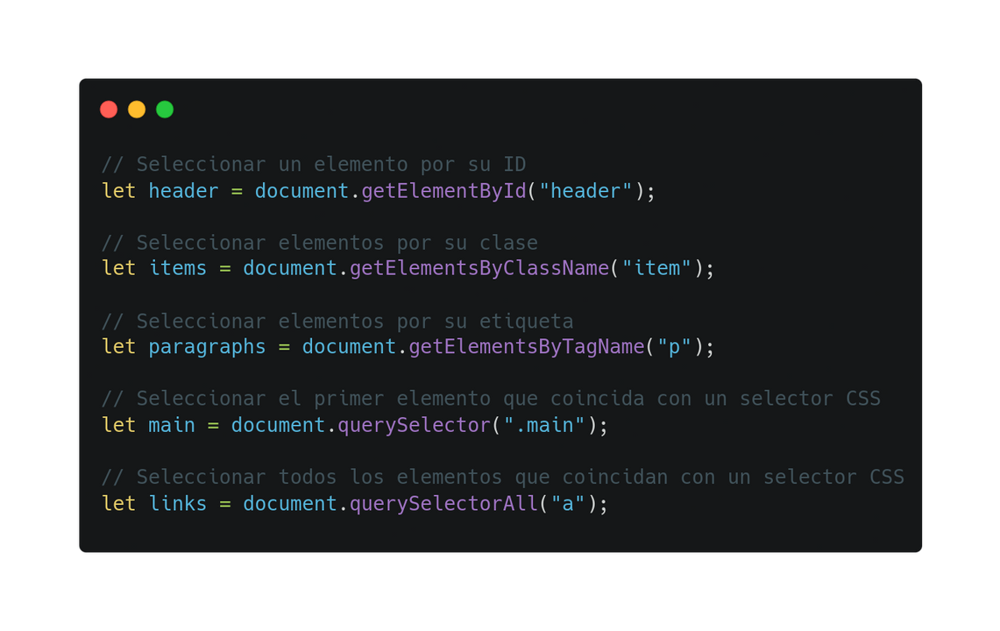 // Seleccionar un elemento por su ID
let header = document.getElementById("header");
// Seleccionar elementos por su clase
let items = document.getElementsByClassName("item");
// Seleccionar elementos por su etiqueta
let paragraphs = document.getElementsByTagName("p");
// Seleccionar el primer elemento que coincida con un selector CSS
let main = document.querySelector(".main");
// Seleccionar todos los elementos que coincidan con un selector CSS
let links = document.querySelectorAll("a");